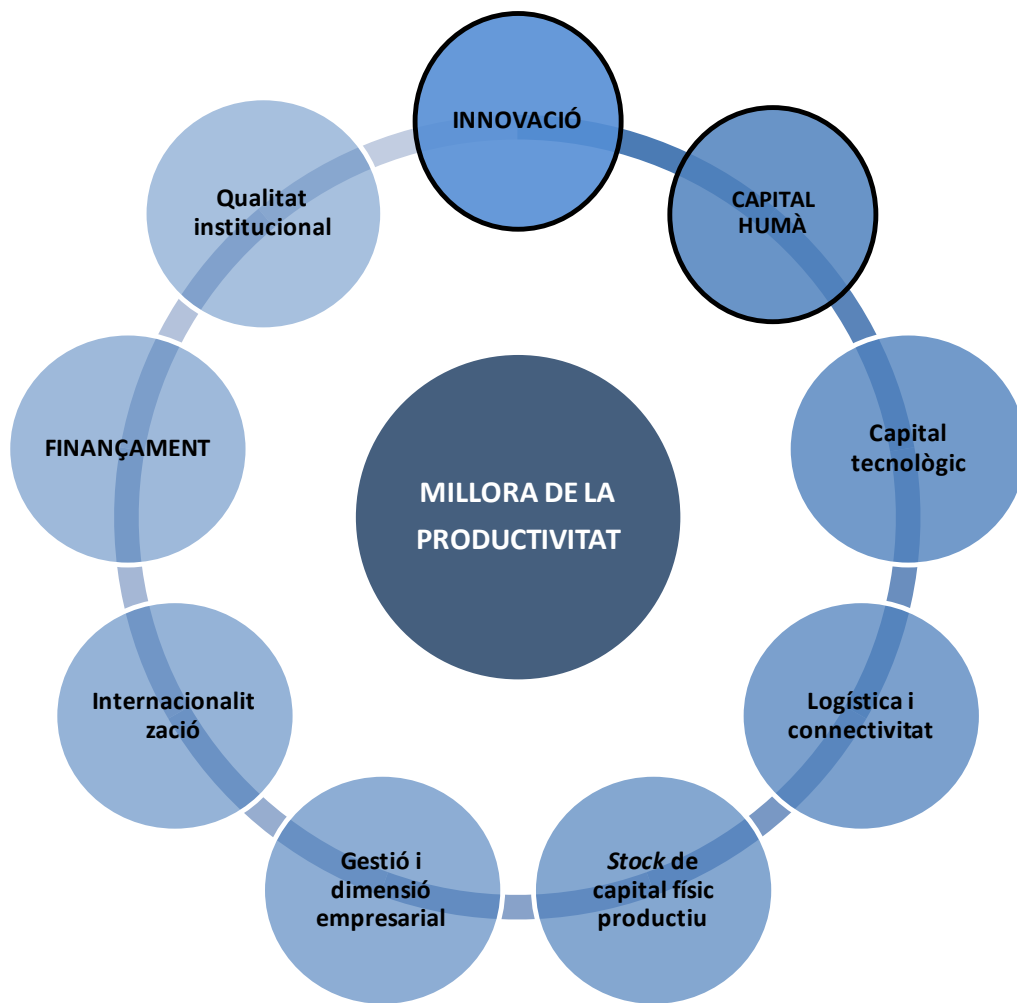 INNOVACIÓ
CAPITAL
HUMÀ
Capital
tecnològic
Logística i
connectivitat
Stock de
capital físic
productiu
Gestió i
dimensió
empresarial
Internacionalit
zació
FINANÇAMENT
Qualitat
institucional
MILLORA DE LA
PRODUCTIVITAT